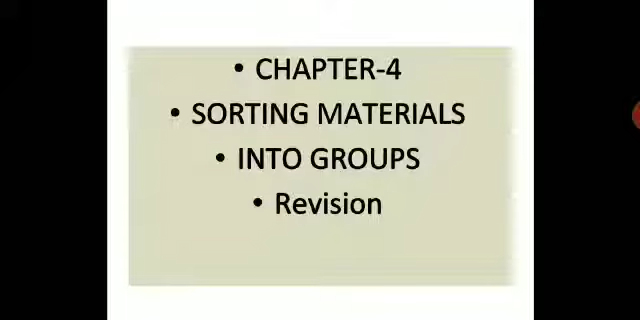 • CHAPTER-4
• SORTING MATERIALS
• INTO GROUPS
• Revision